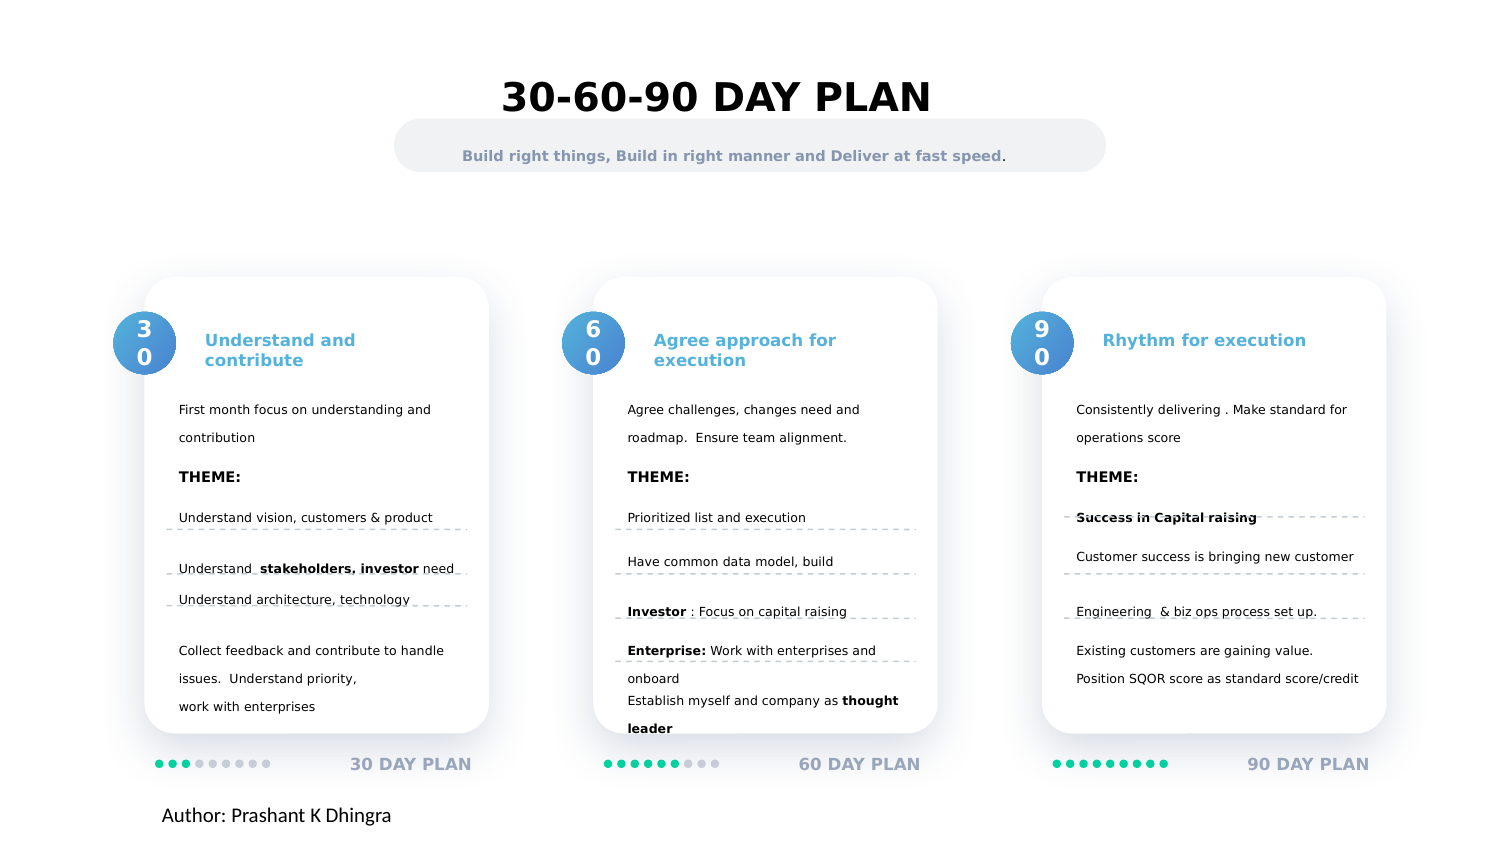 30-60-90 DAY PLAN
Build right things, Build in right manner and Deliver at fast speed.
3
0
Understand and
contribute
First month focus on understanding and
contribution
THEME:
Understand vision, customers & product
Understand  stakeholders, investor need
Understand architecture, technology
Collect feedback and contribute to handle
issues.  Understand priority,
work with enterprises
30 DAY PLAN
6
0
Agree approach for
execution
Agree challenges, changes need and
roadmap.  Ensure team alignment.
THEME:
Prioritized list and execution
Have common data model, build
Investor : Focus on capital raising
Enterprise: Work with enterprises and
onboard
Establish myself and company as thought
leader
60 DAY PLAN
9
0
Rhythm for execution
Consistently delivering . Make standard for
operations score
THEME:
Success in Capital raising
Customer success is bringing new customer
Engineering  & biz ops process set up.
Existing customers are gaining value.
Position SQOR score as standard score/credit
90 DAY PLAN
Author: Prashant K Dhingra